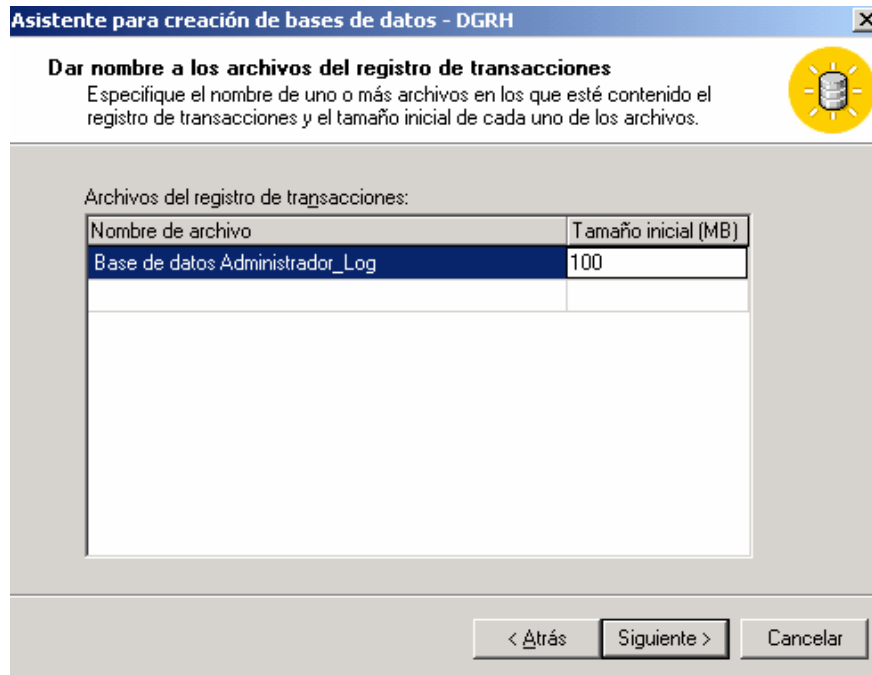 Asistente para creación de bases de datos - DGRH
Dar nombre a los archivos del registro de transacciones
Especifique el nombre de uno o más archivos en los que esté contenido el
registro de transacciones y el tamaño inicial de cada uno de los archivos.
Archivos del registro de transacciones:
Nombre de archivo Tamaño inicial (MB)
Base de datos Administrador_Log 100
< Atrás Siguiente > Cancelar